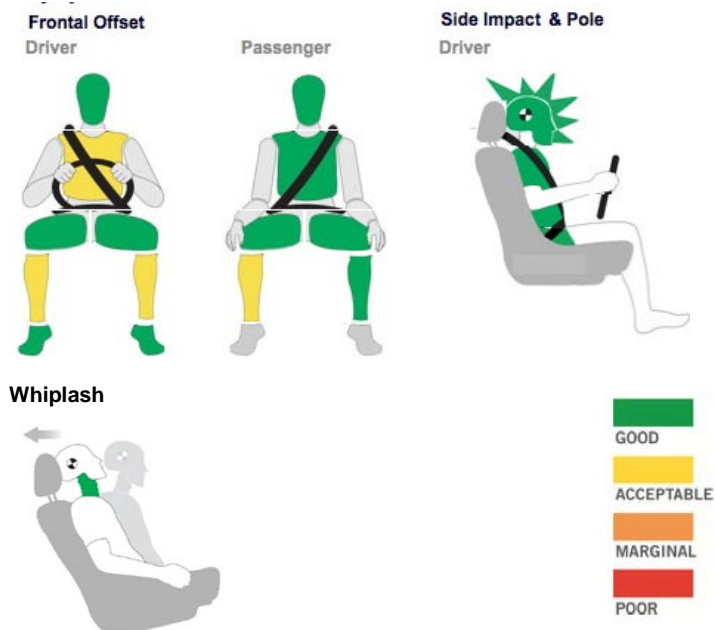 Frontal Offset
Driver
Passenger
Side Impact & Pole
Driver
Whiplash
GOOD
ACCEPTABLE
MARGINAL
POOR